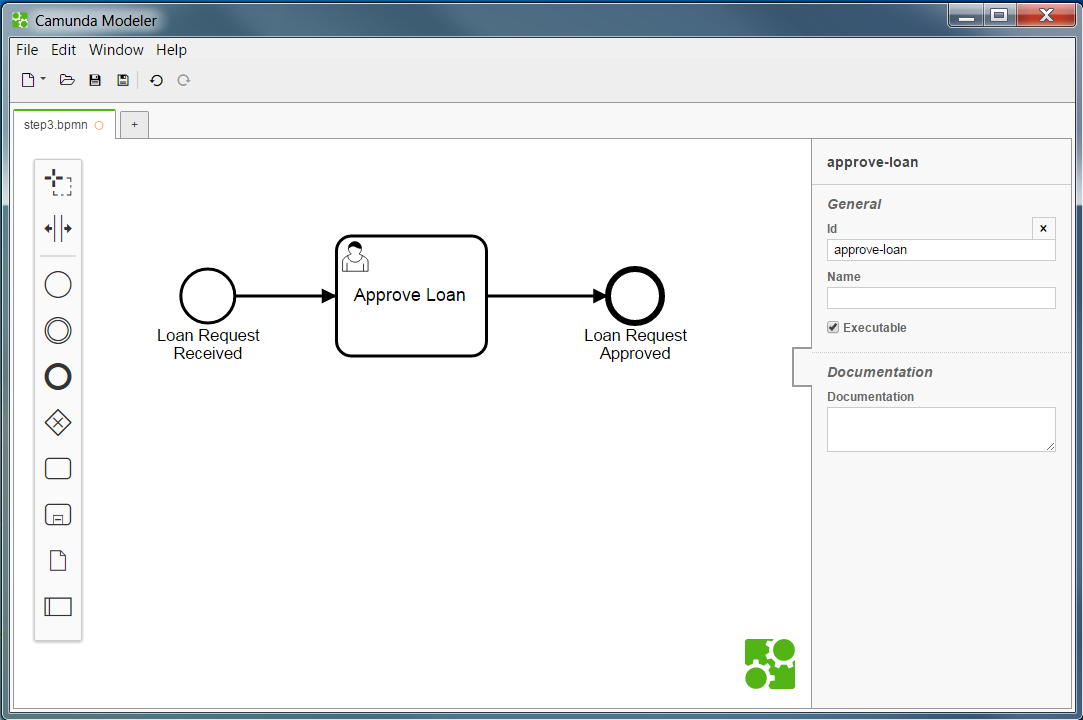 Camunda Modeler
File Edit Window Help
step3.bpmn
+
approve-loan
General
Id
×
approve-loan
Name
Executable
Documentation
Documentation
Approve Loan
Loan Request
Received
Loan Request
Approved